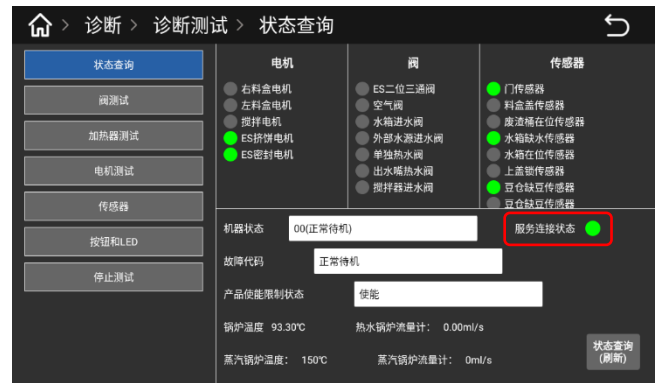 > 诊断 > 诊断测试 > 状态查询
状态查询
阀测试
加热器测试
电机测试
传感器
按钮和LED
停止测试
电机
右料盒电机
左料盒电机
搅拌电机
ES挤饼电机
ES密封电机
阀
ES二位三通阀
空气阀
水箱进水阀
外部水源进水阀
单独热水阀
出水嘴热水阀
搅拌器进水阀
传感器
门传感器
料盒盖传感器
废渣桶在位传感器
水箱缺水传感器
水箱在位传感器
上盖锁传感器
豆仓缺豆传感器
豆仓缺豆传感器
机器状态 00(正常待机) 服务连接状态
故障代码 正常待机
产品使能限制状态 使能
锅炉温度 93.30℃ 热水锅炉流量计: 0.00ml/s
蒸汽锅炉温度: 150℃ 蒸汽锅炉流量计: 0ml/s
状态查询
(刷新)